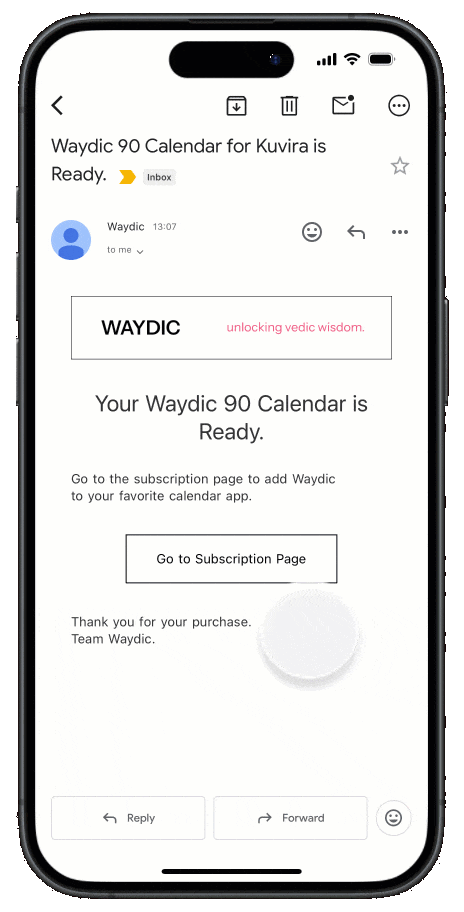 Waydic 90 Calendar for Kuvira is
Ready. Inbox
Waydic 13:07
to me
WAYDIC unlocking vedic wisdom.
Your Waydic 90 Calendar is
Ready.
Go to the subscription page to add Waydic
to your favorite calendar app.
Go to Subscription Page
Thank you for your purchase.
Team Waydic.
Reply Forward